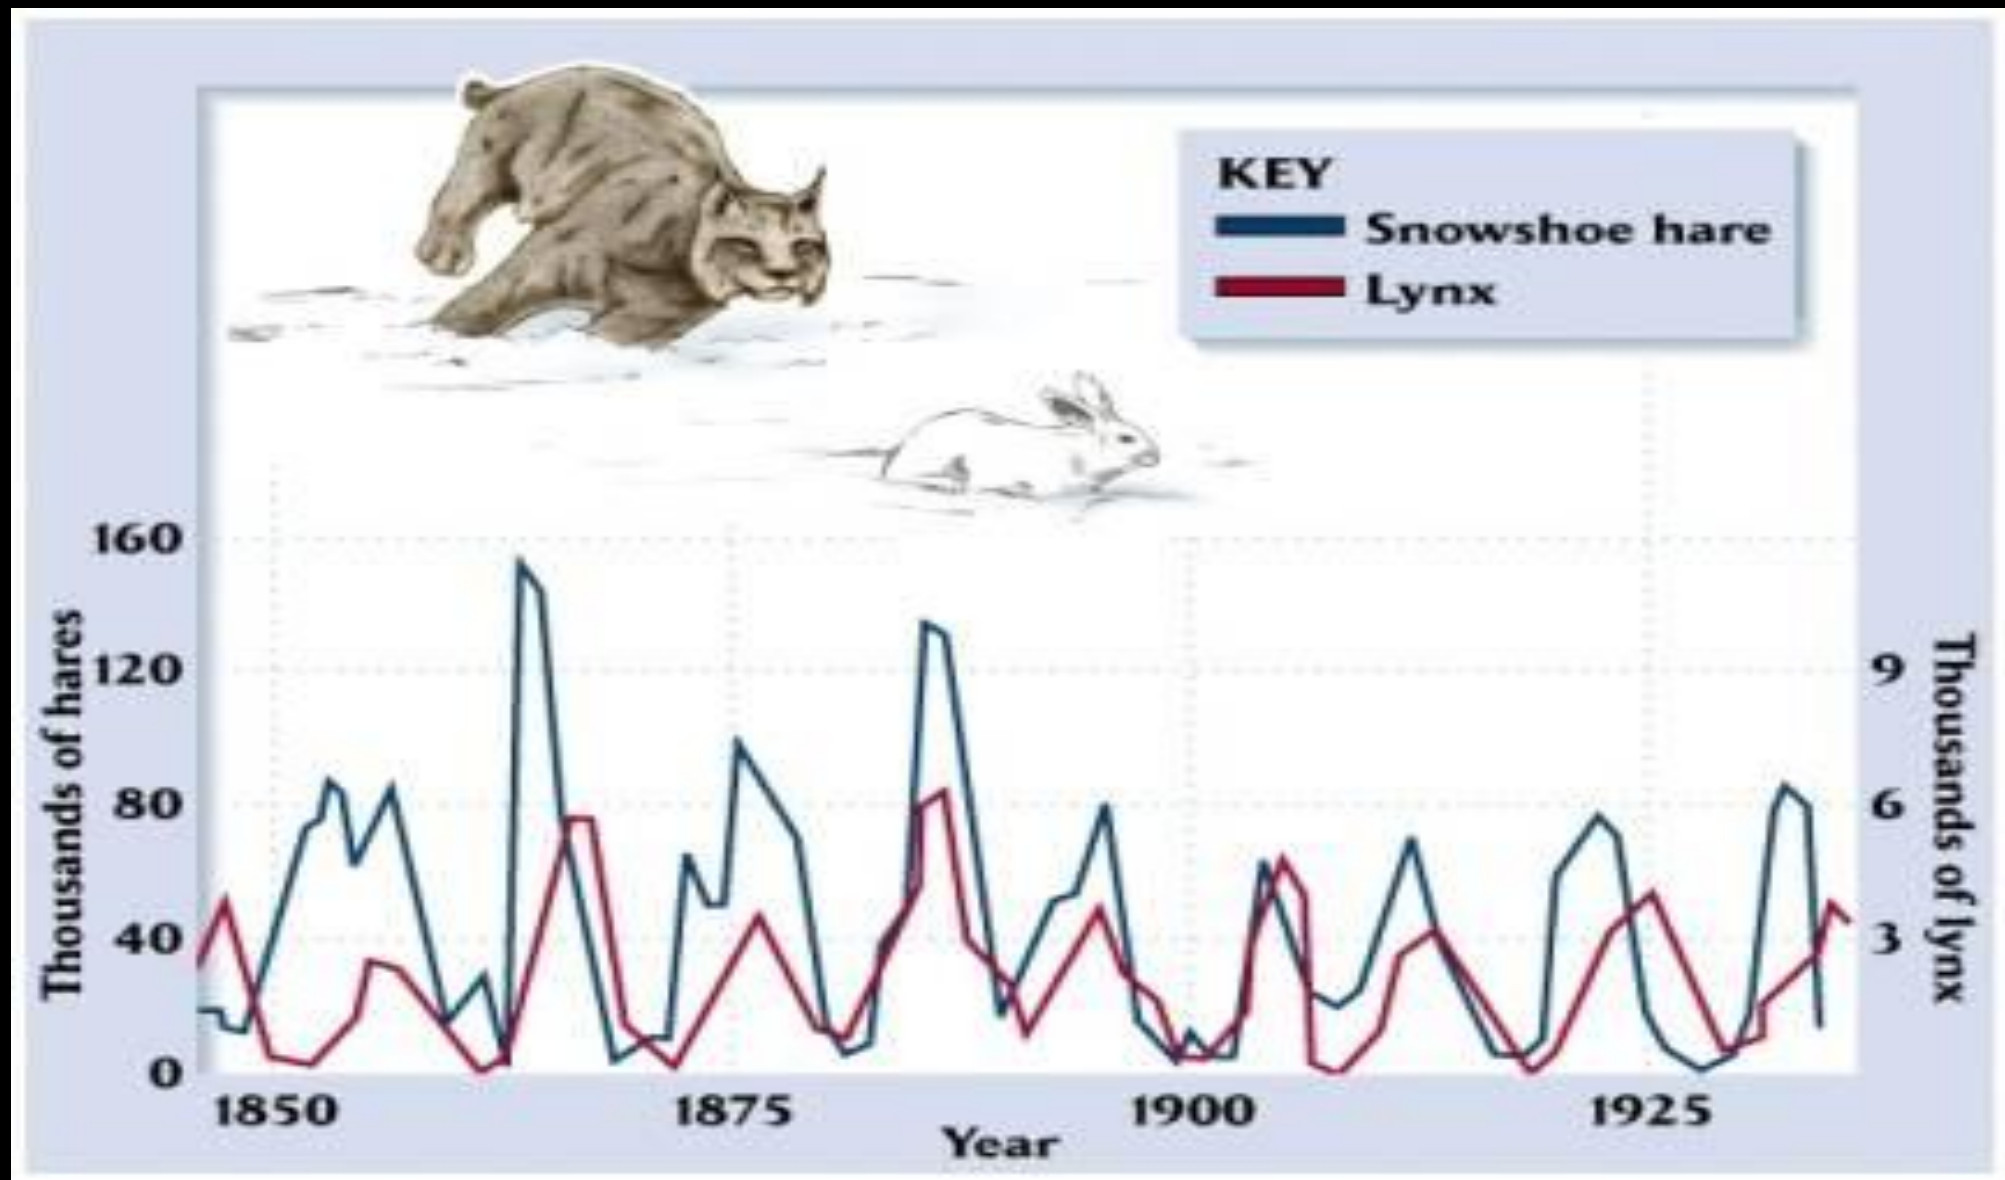 KEY
Snowshoe hare
Lynx
160
120
80
40
0
Thousands of hares
9
6
3
Thousands of lynx
1850 1875 1900 1925
Year